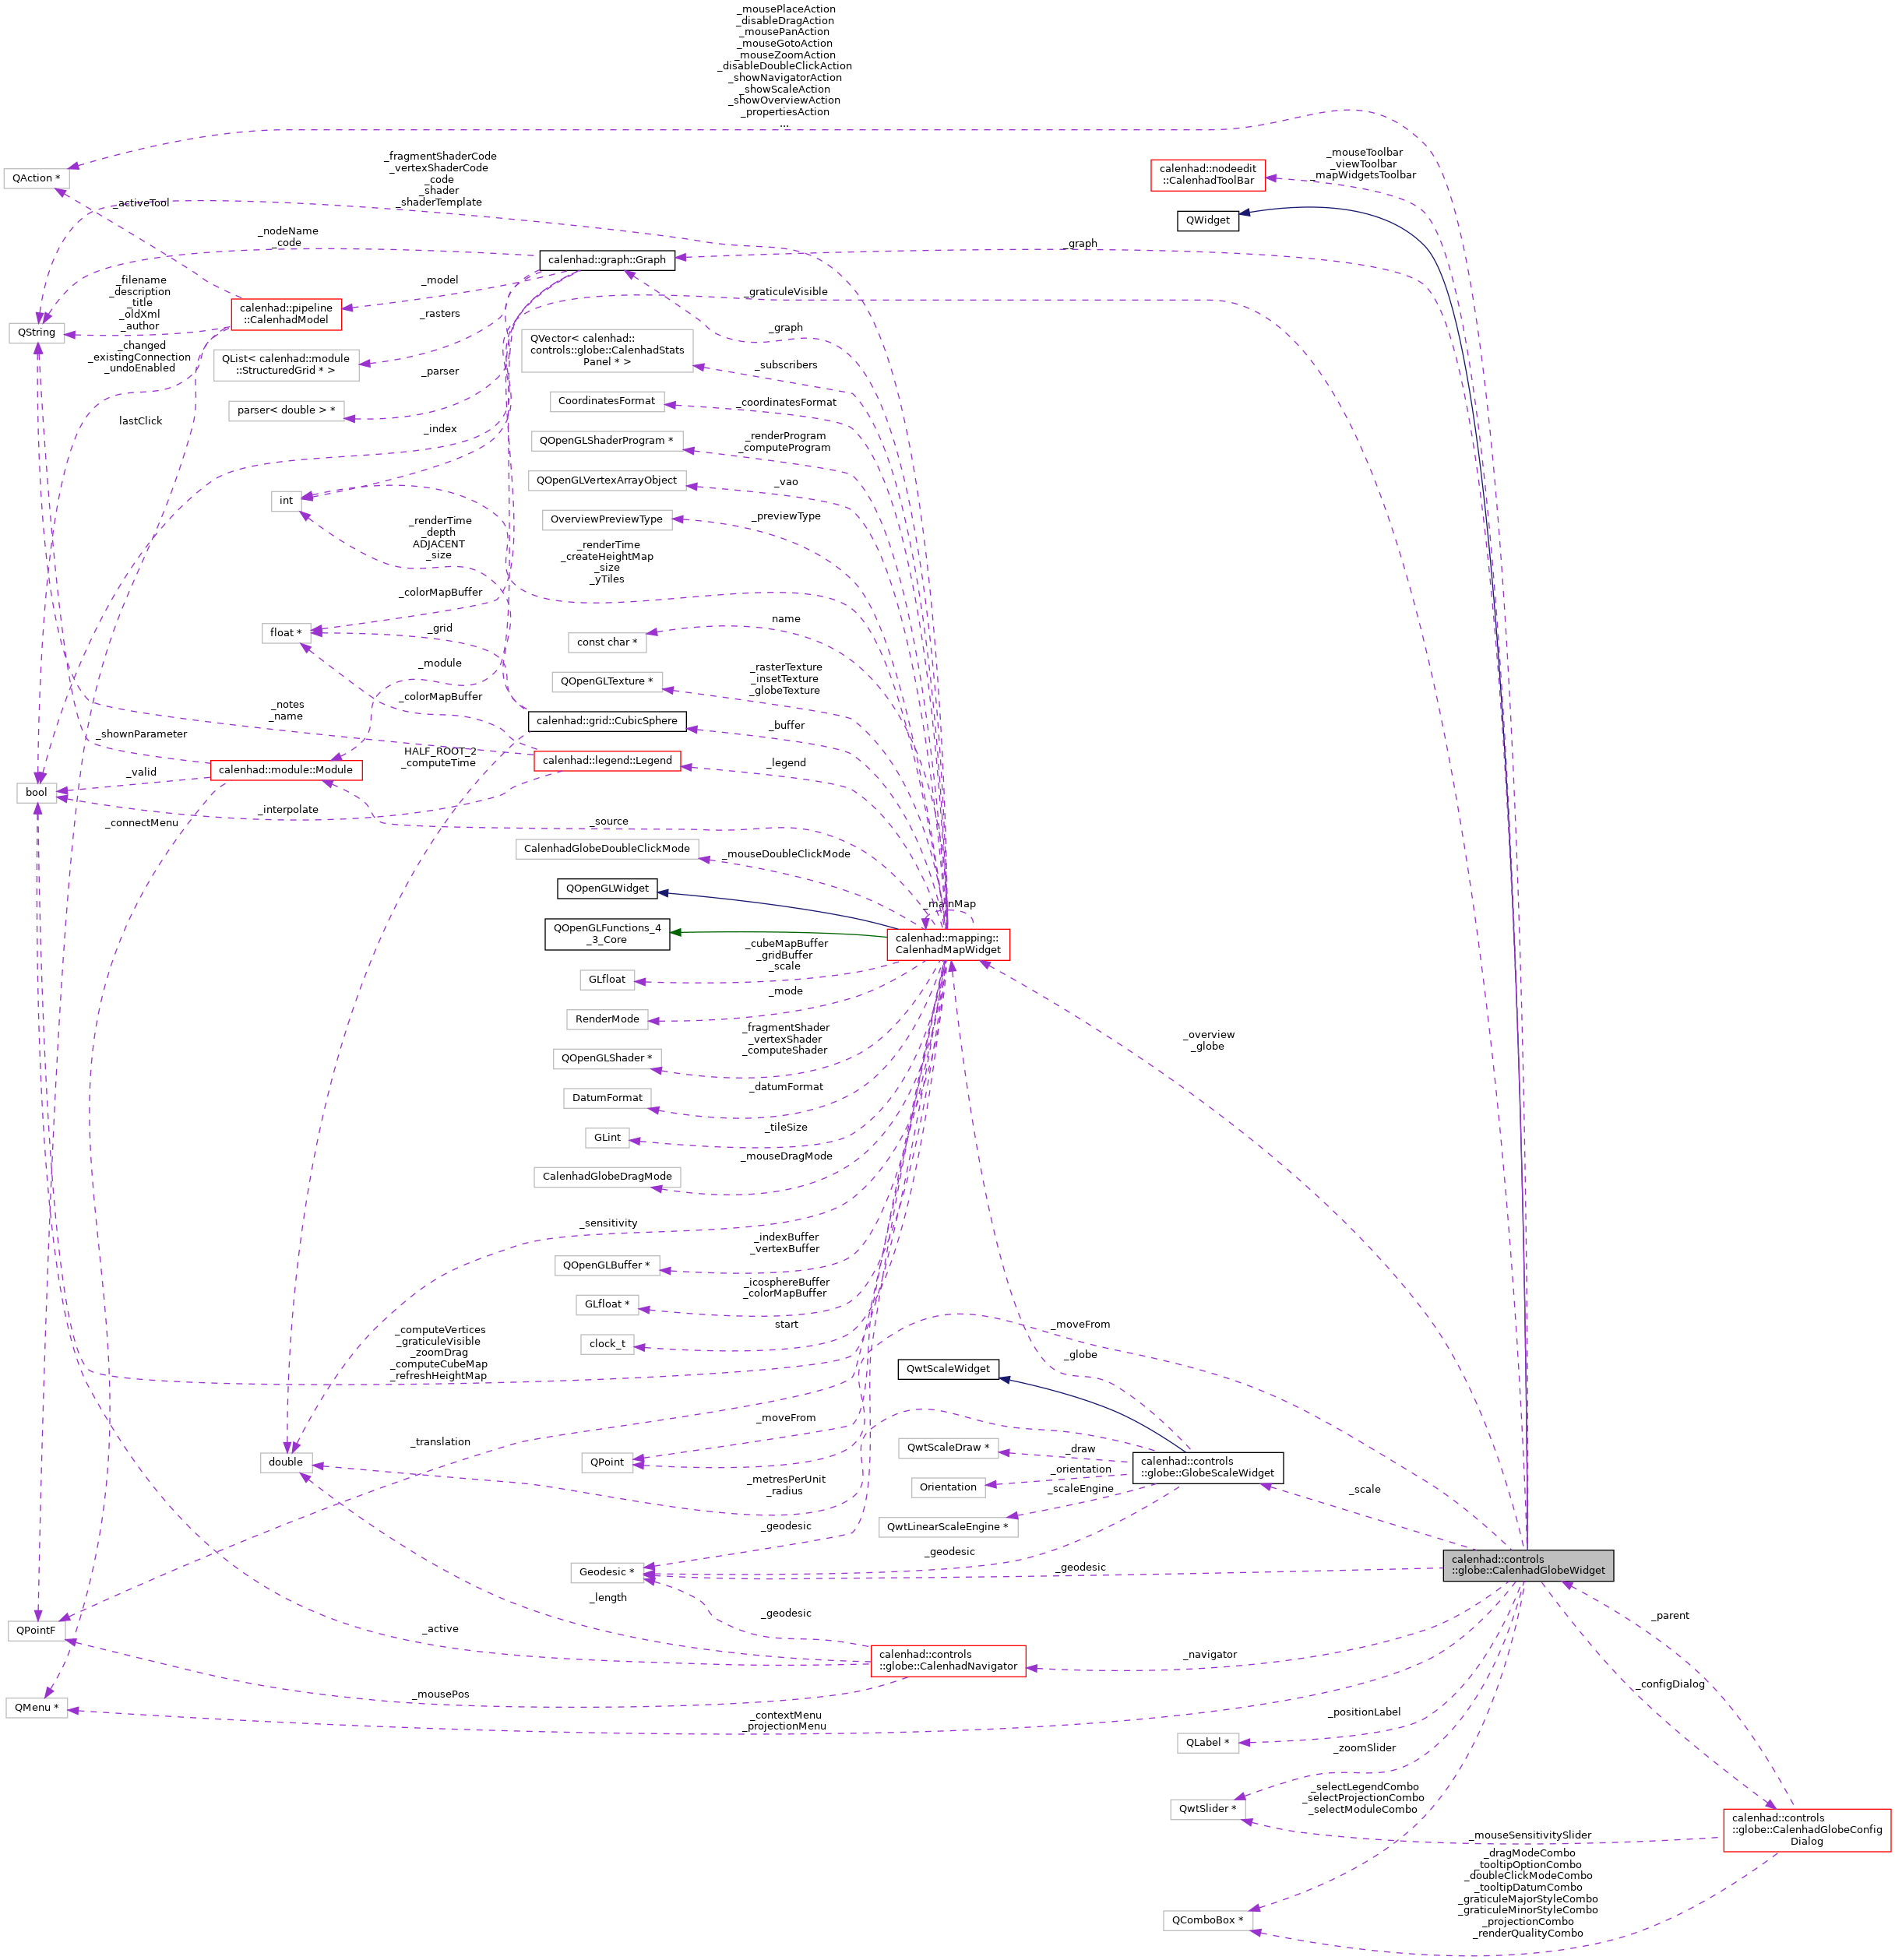 _mousePlaceAction
_disableDragAction
_mousePanAction
_mouseGotoAction
_mouseZoomAction
_disableDoubleClickAction
_showNavigatorAction
_showScaleAction
_showOverviewAction
_propertiesAction
...
_fragmentShaderCode
_vertexShaderCode
_code
_shader
_shaderTemplate
_mouseToolbar
_viewToolbar
_mapWidgetsToolbar
calenhad::nodeedit
::CalenhadToolBar
QAction *
_activeTool
QWidget
_nodeName
_code
_graph
calenhad::graph::Graph
_filename
_description
_title
_oldXml
_author
_model
_graticuleVisible
calenhad::pipeline
::CalenhadModel
_rasters
QString
_graph
QVector< calenhad::
controls::globe::CalenhadStats
Panel * >
_changed
_existingConnection
_undoEnabled
QList< calenhad::module
::StructuredGrid * >
_subscribers
_parser
CoordinatesFormat
_coordinatesFormat
parser< double > *
lastClick
_index
QOpenGLShaderProgram *
_renderProgram
_computeProgram
QOpenGLVertexArrayObject
_vao
int
OverviewPreviewType
_previewType
_renderTime
_depth
ADJACENT
_size
_renderTime
_createHeightMap
_size
_yTiles
_colorMapBuffer
name
float *
_grid
const char *
_module
QOpenGLTexture *
_rasterTexture
_insetTexture
_globeTexture
_colorMapBuffer
_notes
_name
calenhad::grid::CubicSphere
_buffer
_shownParameter
HALF_ROOT_2
_computeTime
calenhad::legend::Legend
_legend
calenhad::module::Module
_valid
bool
_interpolate
_connectMenu
_source
CalenhadGlobeDoubleClickMode
_mouseDoubleClickMode
QOpenGLWidget
_mainMap
QOpenGLFunctions_4
_3_Core
calenhad::mapping::
CalenhadMapWidget
_cubeMapBuffer
_gridBuffer
_scale
GLfloat
_mode
RenderMode
_fragmentShader
_vertexShader
_computeShader
_overview
_globe
QOpenGLShader *
_datumFormat
DatumFormat
_tileSize
GLint
_mouseDragMode
CalenhadGlobeDragMode
_sensitivity
_indexBuffer
_vertexBuffer
QOpenGLBuffer *
_icosphereBuffer
_colorMapBuffer
GLfloat *
start
_moveFrom
clock_t
_computeVertices
_graticuleVisible
_zoomDrag
_computeCubeMap
_refreshHeightMap
_globe
QwtScaleWidget
_moveFrom
_translation
double
QPoint
QwtScaleDraw *
_draw
calenhad::controls
::globe::GlobeScaleWidget
_orientation
Orientation
_metresPerUnit
_radius
_scaleEngine
_scale
_geodesic
QwtLinearScaleEngine *
_geodesic
Geodesic *
_geodesic
calenhad::controls
::globe::CalenhadGlobeWidget
_length
_geodesic
_parent
QPointF
_active
calenhad::controls
::globe::CalenhadNavigator
_navigator
_configDialog
_mousePos
QMenu *
_contextMenu
_projectionMenu
_positionLabel
QLabel *
_zoomSlider
_selectLegendCombo
_selectProjectionCombo
_selectModuleCombo
QwtSlider *
calenhad::controls
::globe::CalenhadGlobeConfig
Dialog
_mouseSensitivitySlider
_dragModeCombo
_tooltipOptionCombo
_doubleClickModeCombo
_tooltipDatumCombo
_graticuleMajorStyleCombo
_graticuleMinorStyleCombo
_projectionCombo
_renderQualityCombo
QComboBox *